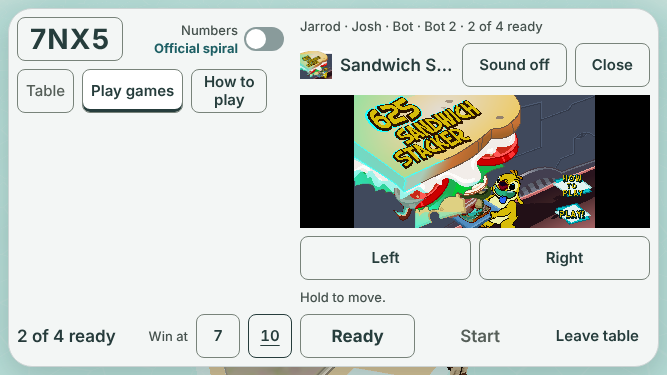 7NX5
Numbers
Official spiral
Table
Play games
How to play
Jarrod · Josh · Bot · Bot 2 · 2 of 4 ready
Sandwich S...
Sound off
Close
625
SANDWICH
STACKER
HOW
TO
PLAY
PLAY!
Left
Right
Hold to move.
2 of 4 ready
Win at
7
10
Ready
Start
Leave table